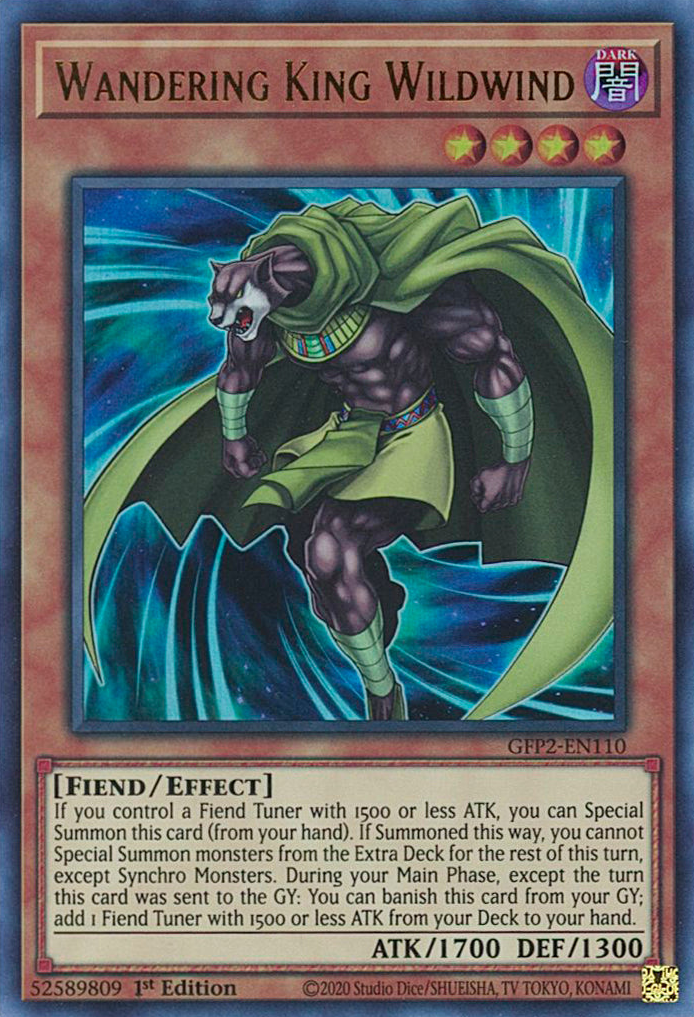 WANDERING KING WILDWIND
DARK
闇
GFP2-EN110
[FIEND/EFFECT]
If you control a Fiend Tuner with 1500 or less ATK, you can Special
Summon this card (from your hand). If Summoned this way, you cannot
Special Summon monsters from the Extra Deck for the rest of this turn,
except Synchro Monsters. During your Main Phase, except the turn
this card was sent to the GY: You can banish this card from your GY;
add 1 Fiend Tuner with 1500 or less ATK from your Deck to your hand.
ATK/1700 DEF/1300
52589809 1st Edition ©2020 Studio Dice/SHUEISHA, TV TOKYO, KONAMI